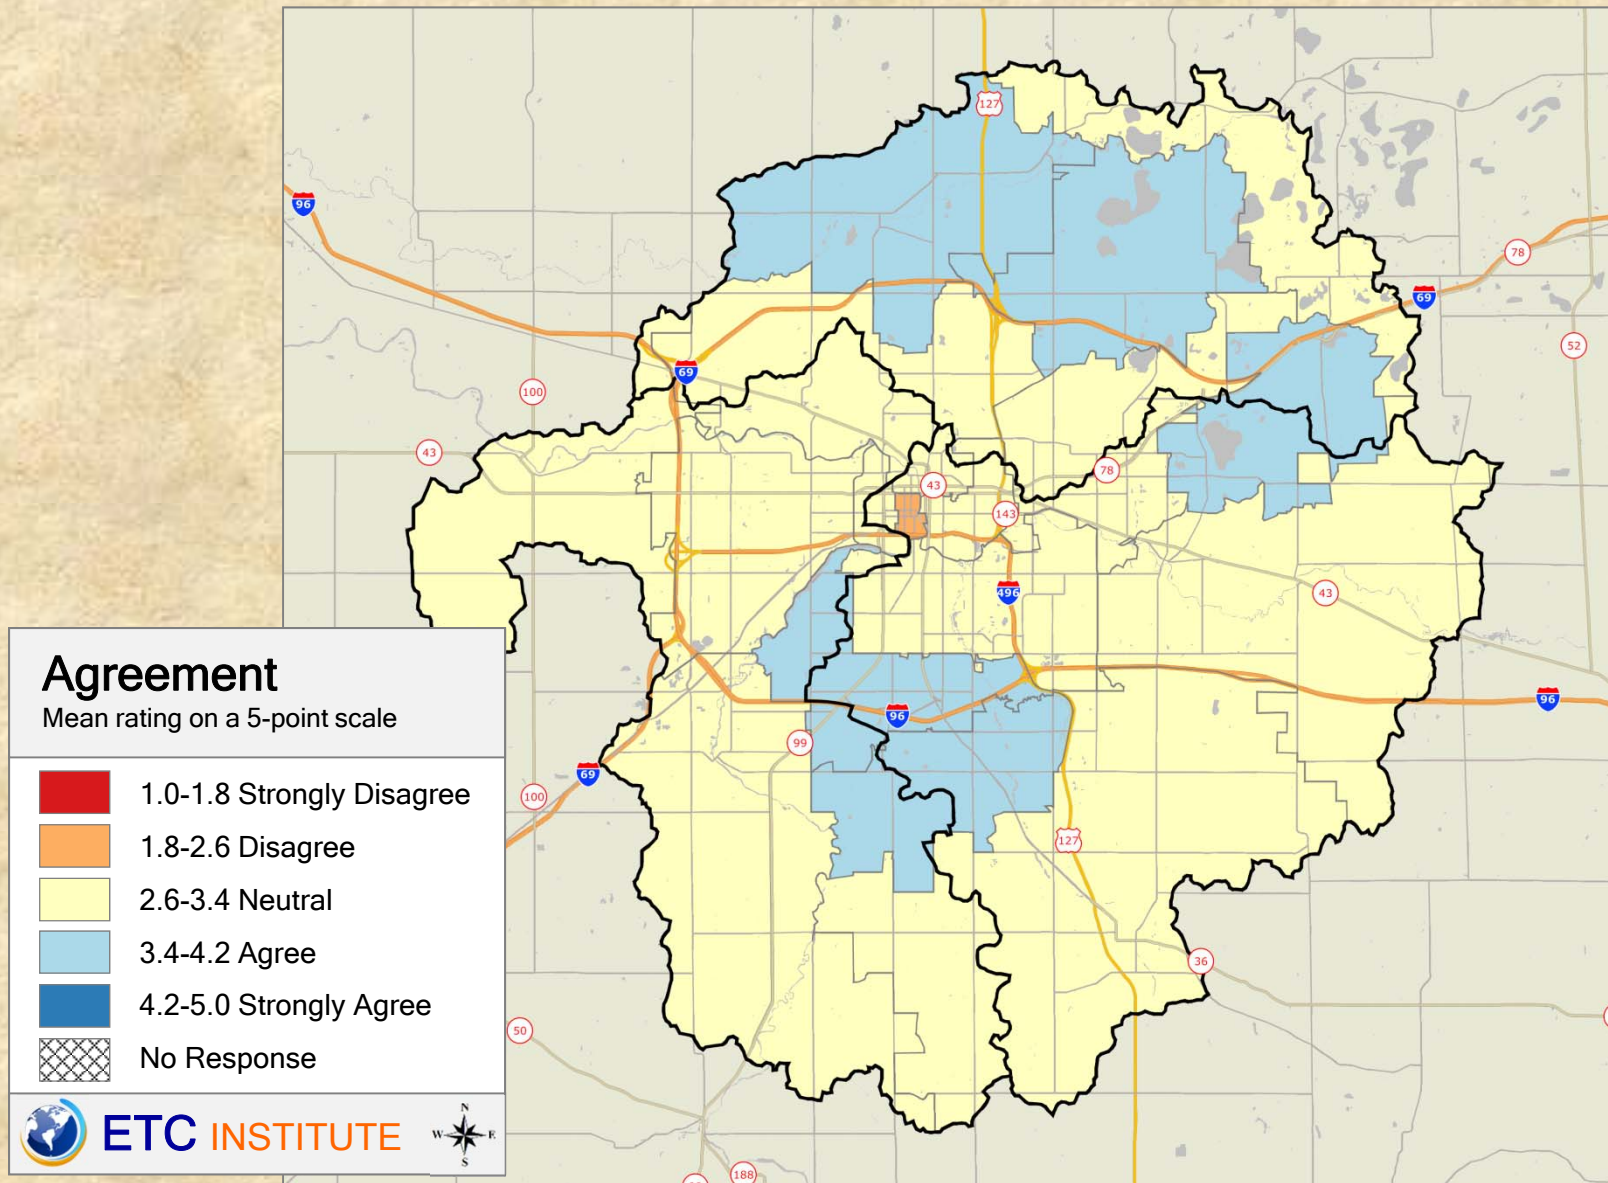 127
96
78
69
52
69
100
43
78
43
143
496
43
96
96
99
69
100
127
36
50
188
Agreement
Mean rating on a 5-point scale
1.0-1.8 Strongly Disagree
1.8-2.6 Disagree
2.6-3.4 Neutral
3.4-4.2 Agree
4.2-5.0 Strongly Agree
No Response
ETC INSTITUTE
N
W E
S